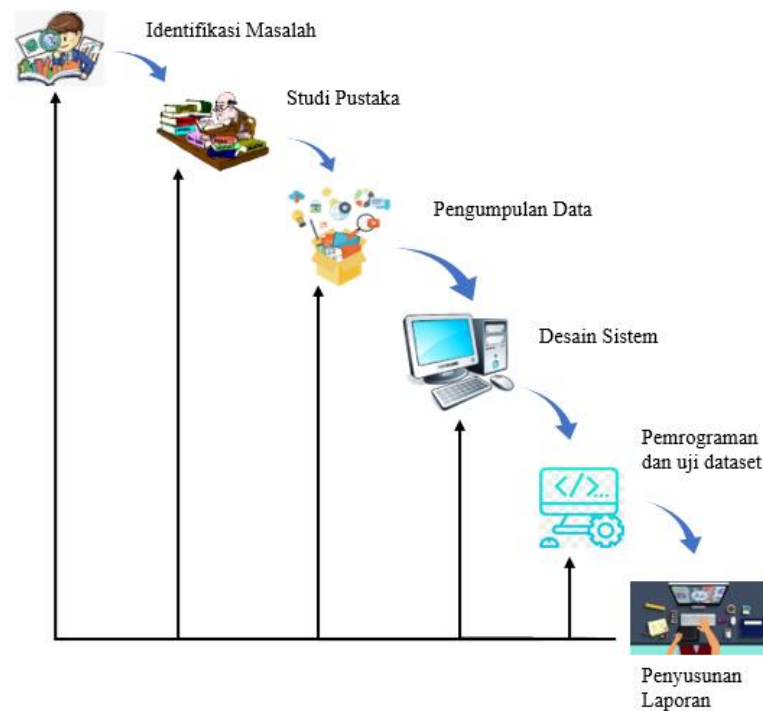 Identifikasi Masalah
Studi Pustaka
Pengumpulan Data
Desain Sistem
Pemrograman
dan uji dataset
</>...
Penyusunan
Laporan